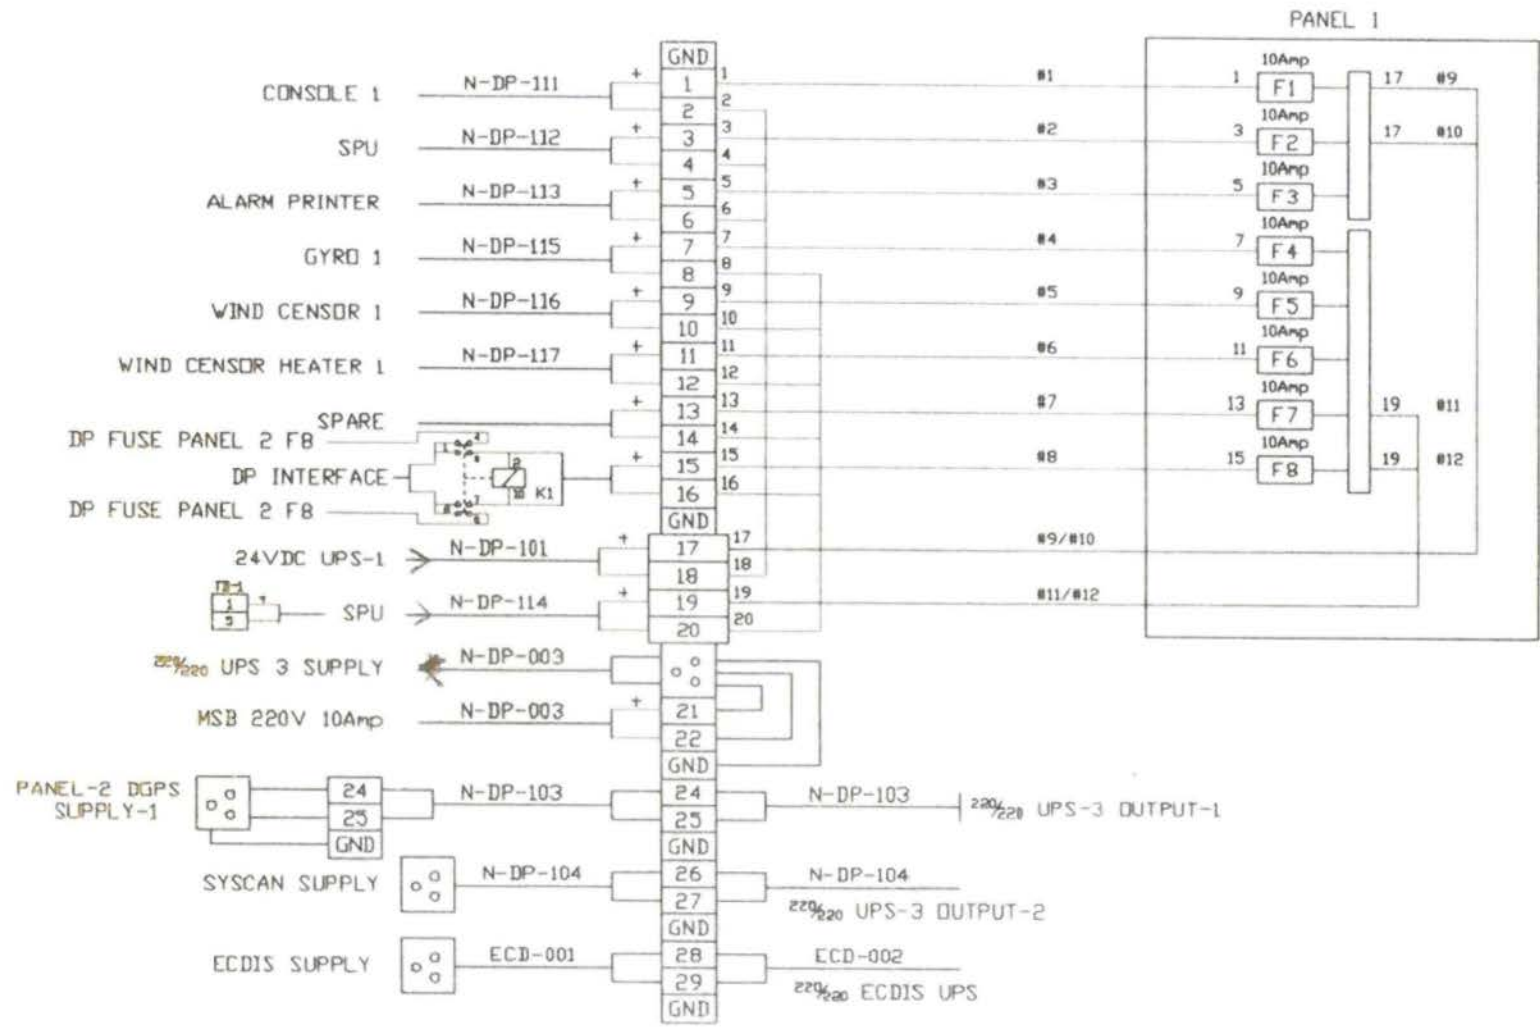 PANEL 1
GND
CONSOLE 1 N-DP-111 + 1 1 #1 1 10Amp F1 17 #9
2 2
SPU N-DP-112 + 3 3 #2 3 10Amp F2 17 #10
4 4
ALARM PRINTER N-DP-113 + 5 5 #3 5 10Amp F3
6 6
GYRO 1 N-DP-115 + 7 7 #4 7 10Amp F4
8 8
WIND CENSOR 1 N-DP-116 + 9 9 #5 9 10Amp F5
10 10
WIND CENSOR HEATER 1 N-DP-117 + 11 11 #6 11 10Amp F6
12 12
SPARE + 13 13 #7 13 10Amp F7 19 #11
14 14
DP FUSE PANEL 2 F8
DP INTERFACE K1 + 15 15 #8 15 10Amp F8 19 #12
16 16
DP FUSE PANEL 2 F8
GND
24VDC UPS-1 N-DP-101 + 17 17 #9/#10
18 18
SPU N-DP-114 + 19 19 #11/#12
20 20
220/220 UPS 3 SUPPLY N-DP-003
MSB 220V 10Amp N-DP-003 + 21
22
GND
PANEL-2 DGPS SUPPLY-1 24 N-DP-103 24 N-DP-103 220/220 UPS-3 OUTPUT-1
25 25
GND GND
SYSCAN SUPPLY N-DP-104 26 N-DP-104
27 220/220 UPS-3 OUTPUT-2
GND
ECDIS SUPPLY ECD-001 28 ECD-002
29 220/220 ECDIS UPS
GND